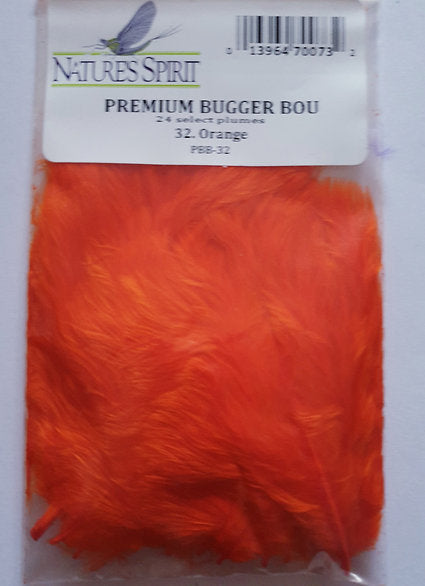 NATURE'S SPIRIT
0 13964 70073 2
PREMIUM BUGGER BOU
24 select plumes
32. Orange
PBB-32